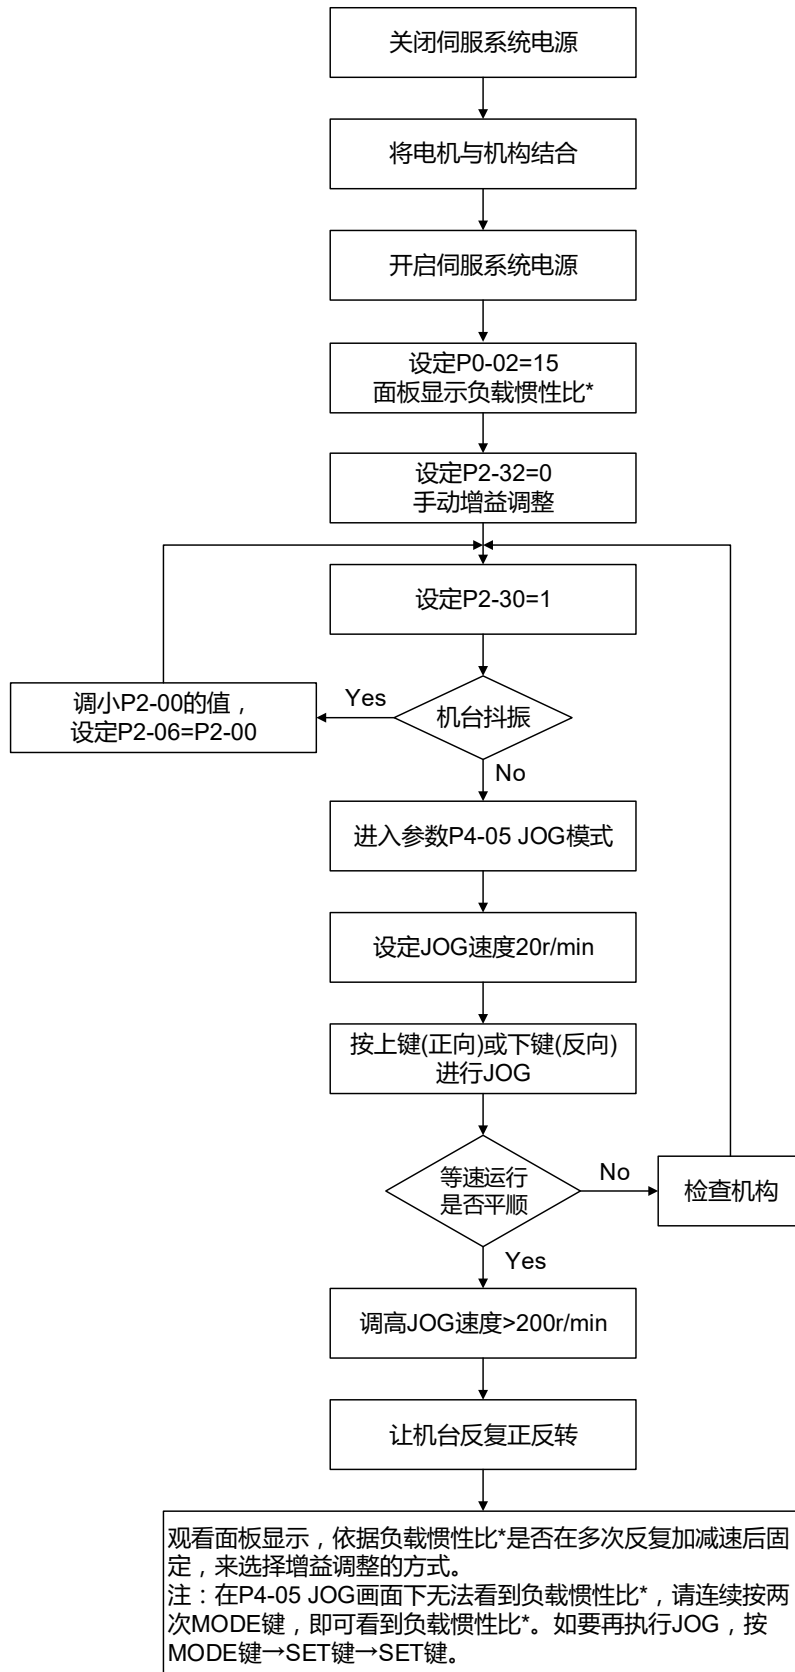 关闭伺服系统电源
将电机与机构结合
开启伺服系统电源
设定P0-02=15
面板显示负载惯性比*
设定P2-32=0
手动增益调整
设定P2-30=1
调小P2-00的值，
设定P2-06=P2-00
Yes
机台抖振
No
进入参数P4-05 JOG模式
设定JOG速度20r/min
按上键(正向)或下键(反向)
进行JOG
等速运行
是否平顺
No
检查机构
Yes
调高JOG速度>200r/min
让机台反复正反转
观看面板显示，依据负载惯性比*是否在多次反复加减速后固
定，来选择增益调整的方式。
注：在P4-05 JOG画面下无法看到负载惯性比*，请连续按两
次MODE键，即可看到负载惯性比*。如要再执行JOG，按
MODE键→SET键→SET键。